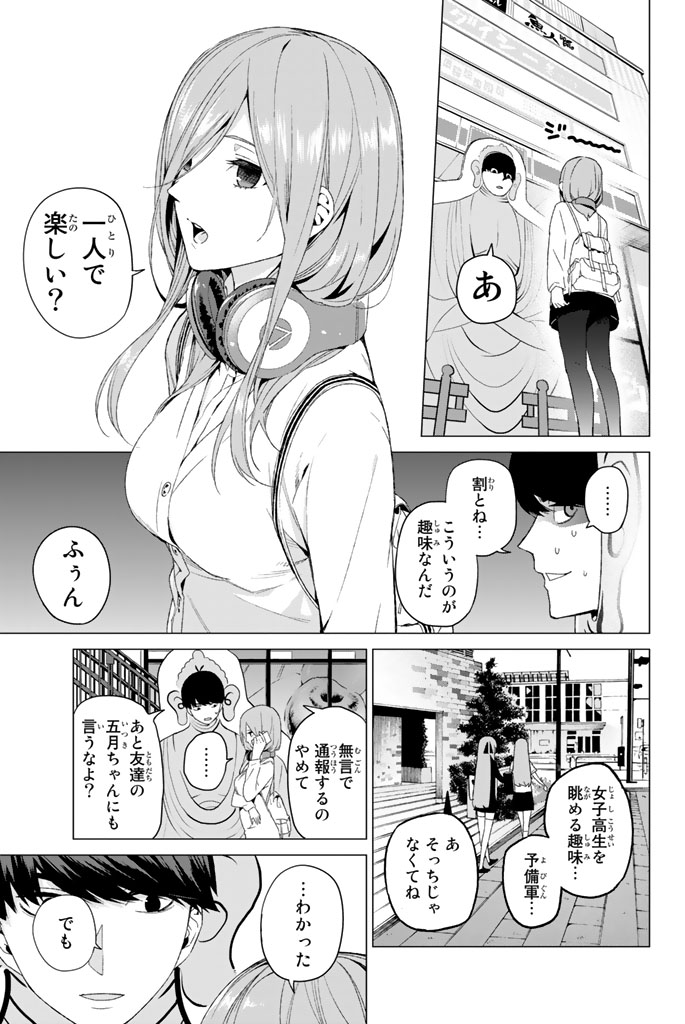 ジー
あ
一人で
楽しい？
……
割とね…
こういうのが
趣味なんだ
ふぅん
女子高生を
眺める趣味…
予備軍…
あ
そっちじゃ
なくてね
無言で
通報するの
やめて
……
あと友達の
五月ちゃんにも
言うなよ？
…わかった
でも